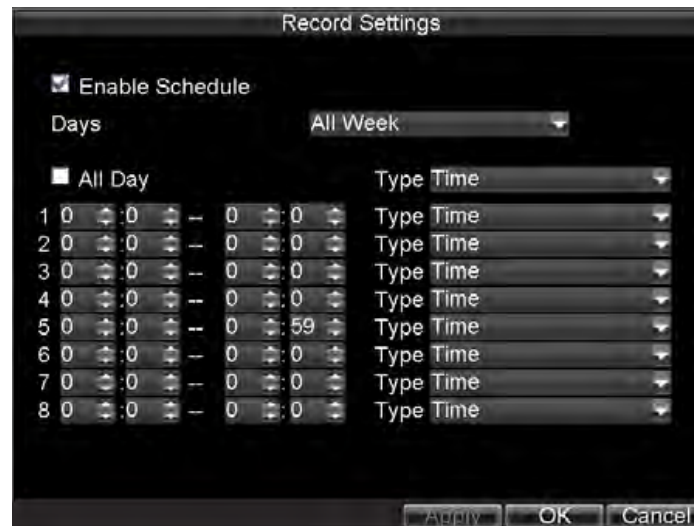 Record Settings
Enable Schedule
Days All Week
All Day Type Time
1 0 :0 -- 0 :0 Type Time
2 0 :0 -- 0 :0 Type Time
3 0 :0 -- 0 :0 Type Time
4 0 :0 -- 0 :0 Type Time
5 0 :0 -- 0 :59 Type Time
6 0 :0 -- 0 :0 Type Time
7 0 :0 -- 0 :0 Type Time
8 0 :0 -- 0 :0 Type Time
Apply OK Cancel